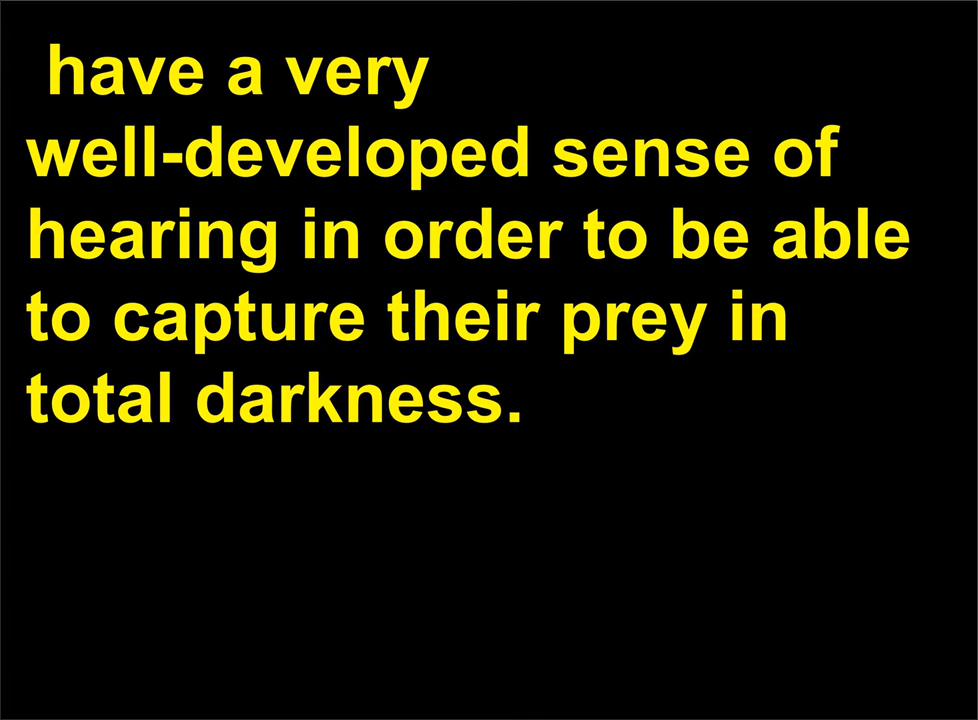 have a very
well-developed sense of
hearing in order to be able
to capture their prey in
total darkness.